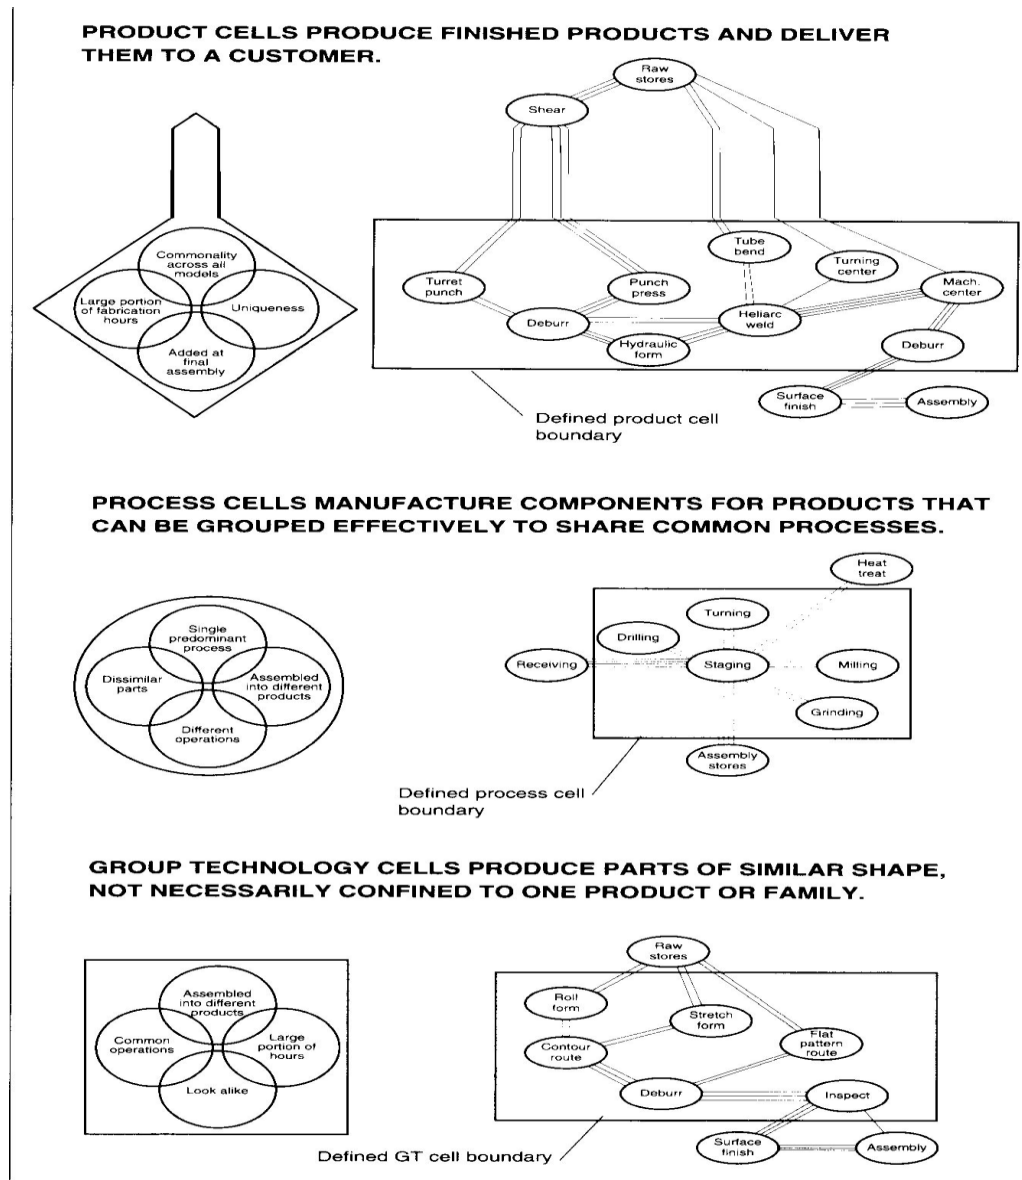 PRODUCT CELLS PRODUCE FINISHED PRODUCTS AND DELIVER
THEM TO A CUSTOMER.
Raw
stores
Shear
Commonality
across all
models
Large portion
of fabrication
hours
Uniqueness
Added at
final
assembly
Tube
bend
Turning
center
Turret
punch
Punch
press
Mach.
center
Deburr
Heliarc
weld
Hydraulic
form
Deburr
Surface
finish
Assembly
Defined product cell
boundary
PROCESS CELLS MANUFACTURE COMPONENTS FOR PRODUCTS THAT
CAN BE GROUPED EFFECTIVELY TO SHARE COMMON PROCESSES.
Single
predominant
process
Dissimilar
parts
Assembled
into different
products
Different
operations
Heat
treat
Turning
Drilling
Receiving
Staging
Milling
Grinding
Assembly
stores
Defined process cell
boundary
GROUP TECHNOLOGY CELLS PRODUCE PARTS OF SIMILAR SHAPE,
NOT NECESSARILY CONFINED TO ONE PRODUCT OR FAMILY.
Assembled
into different
products
Common
operations
Large
portion of
hours
Look alike
Raw
stores
Roll
form
Stretch
form
Contour
route
Flat
pattern
route
Deburr
Inspect
Surface
finish
Assembly
Defined GT cell boundary